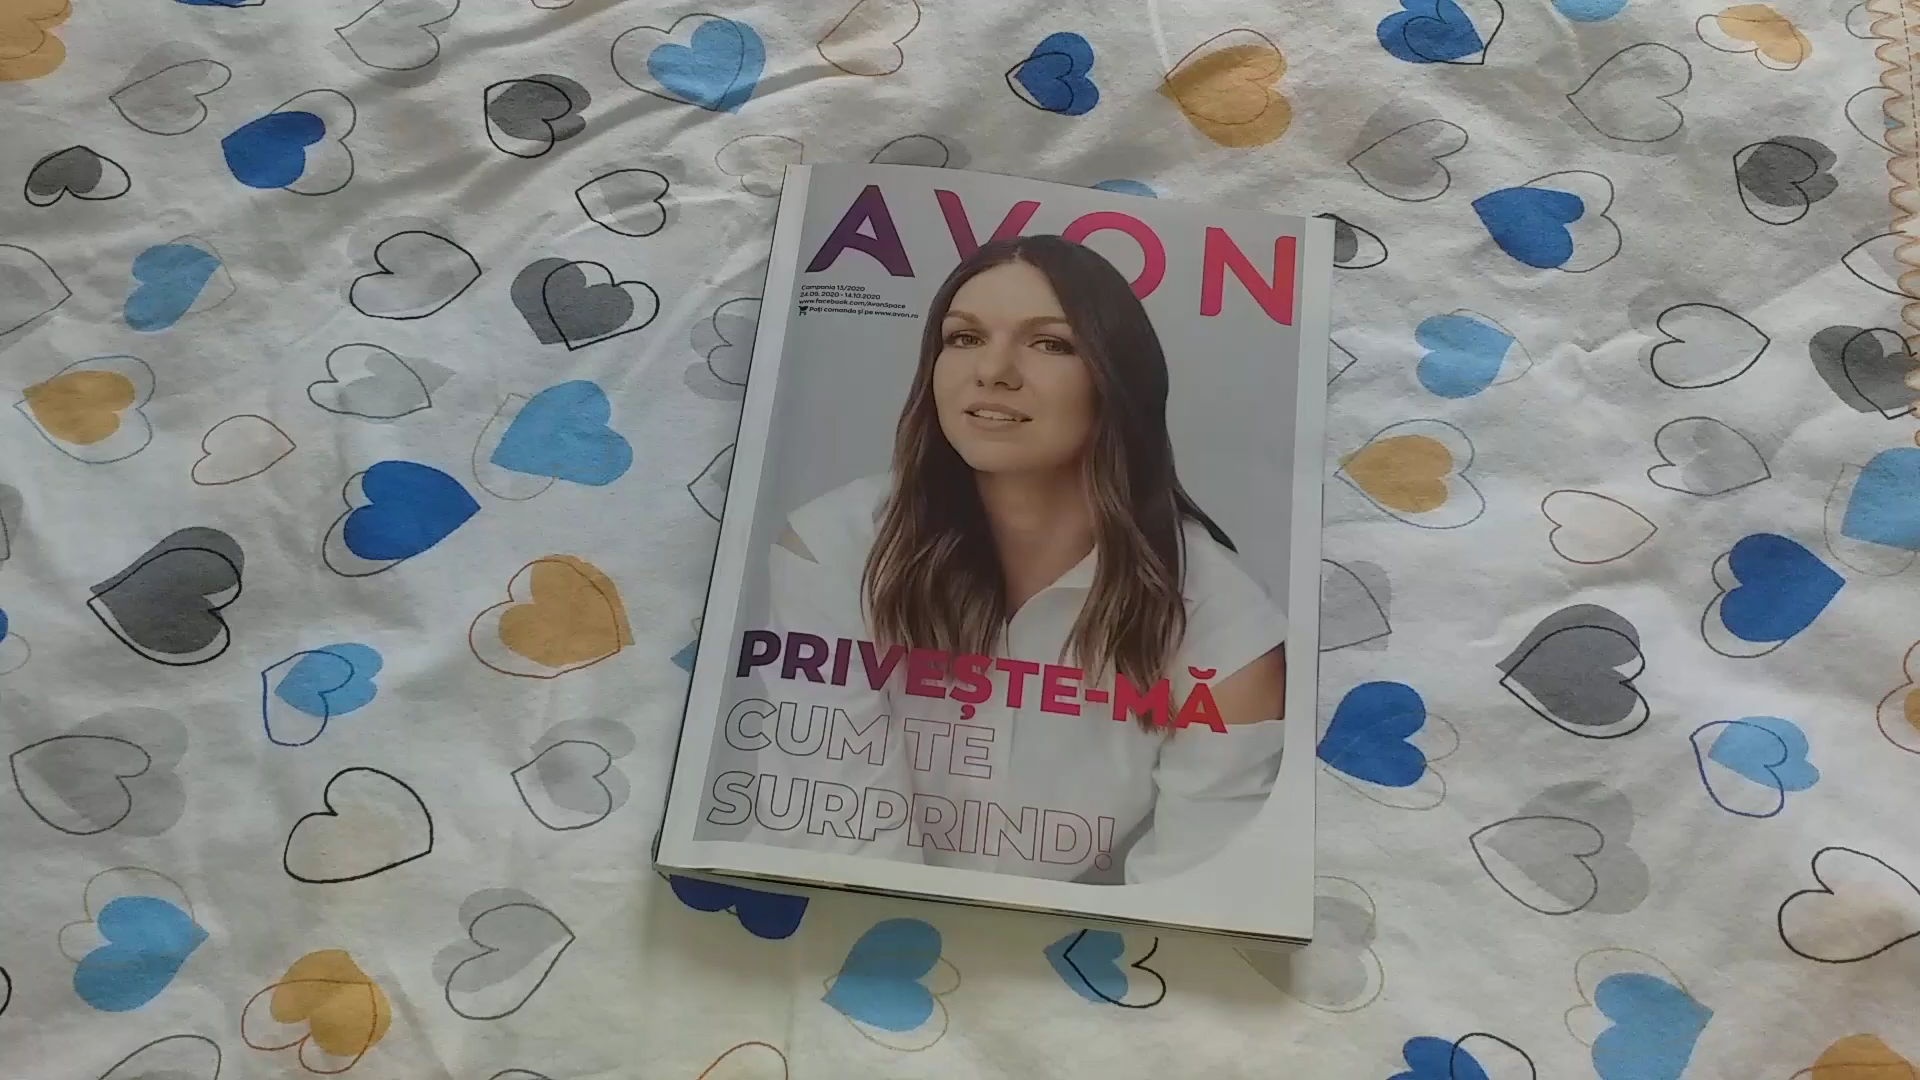 AVON
Campania 13/2020
24.09.2020 - 14.10.2020
www.facebook.com/AvonSpace
Poți comanda și pe www.avon.ro
PRIVEȘTE-MĂ
CUM TE
SURPRIND!